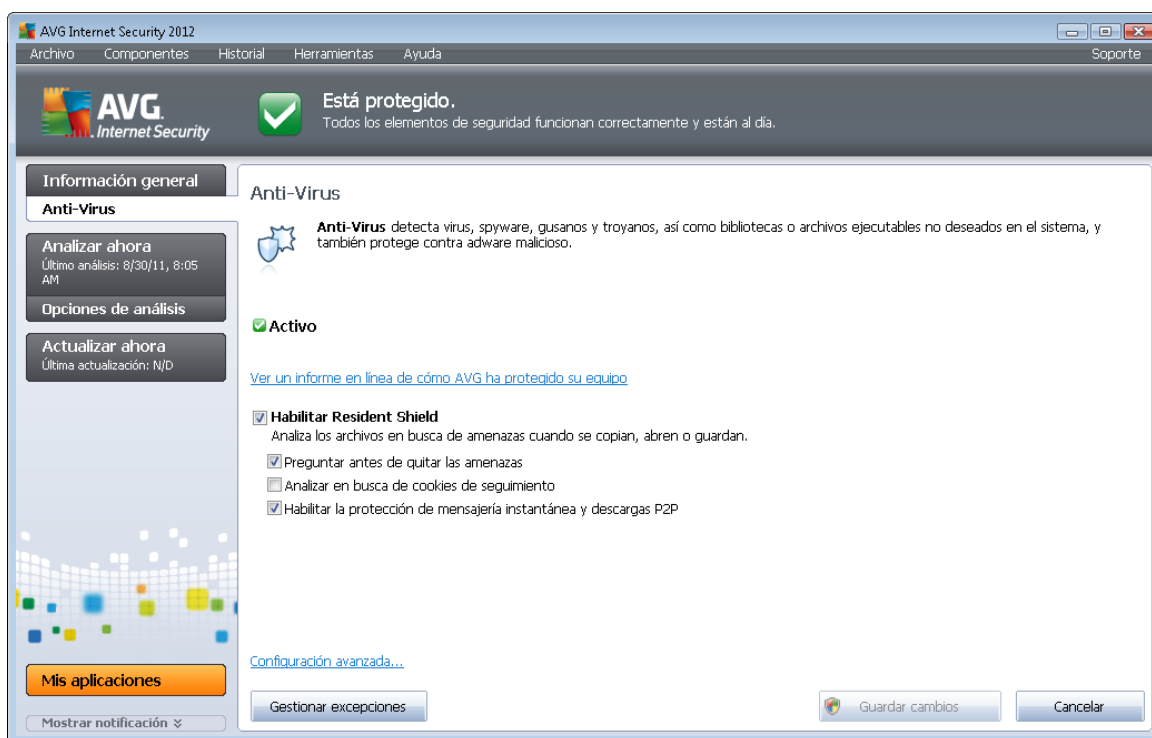 AVG Internet Security 2012
Archivo Componentes Historial Herramientas Ayuda Soporte
AVG.
Internet Security
Está protegido.
Todos los elementos de seguridad funcionan correctamente y están al día.
Información general
Anti-Virus
Analizar ahora
Último análisis: 8/30/11, 8:05
AM
Opciones de análisis
Actualizar ahora
Última actualización: N/D
Mis aplicaciones
Mostrar notificación
Anti-Virus
Anti-Virus detecta virus, spyware, gusanos y troyanos, así como bibliotecas o archivos ejecutables no deseados en el sistema, y
también protege contra adware malicioso.
Activo
Ver un informe en línea de cómo AVG ha protegido su equipo
Habilitar Resident Shield
Analiza los archivos en busca de amenazas cuando se copian, abren o guardan.
Preguntar antes de quitar las amenazas
Analizar en busca de cookies de seguimiento
Habilitar la protección de mensajería instantánea y descargas P2P
Configuración avanzada...
Gestionar excepciones
Guardar cambios
Cancelar